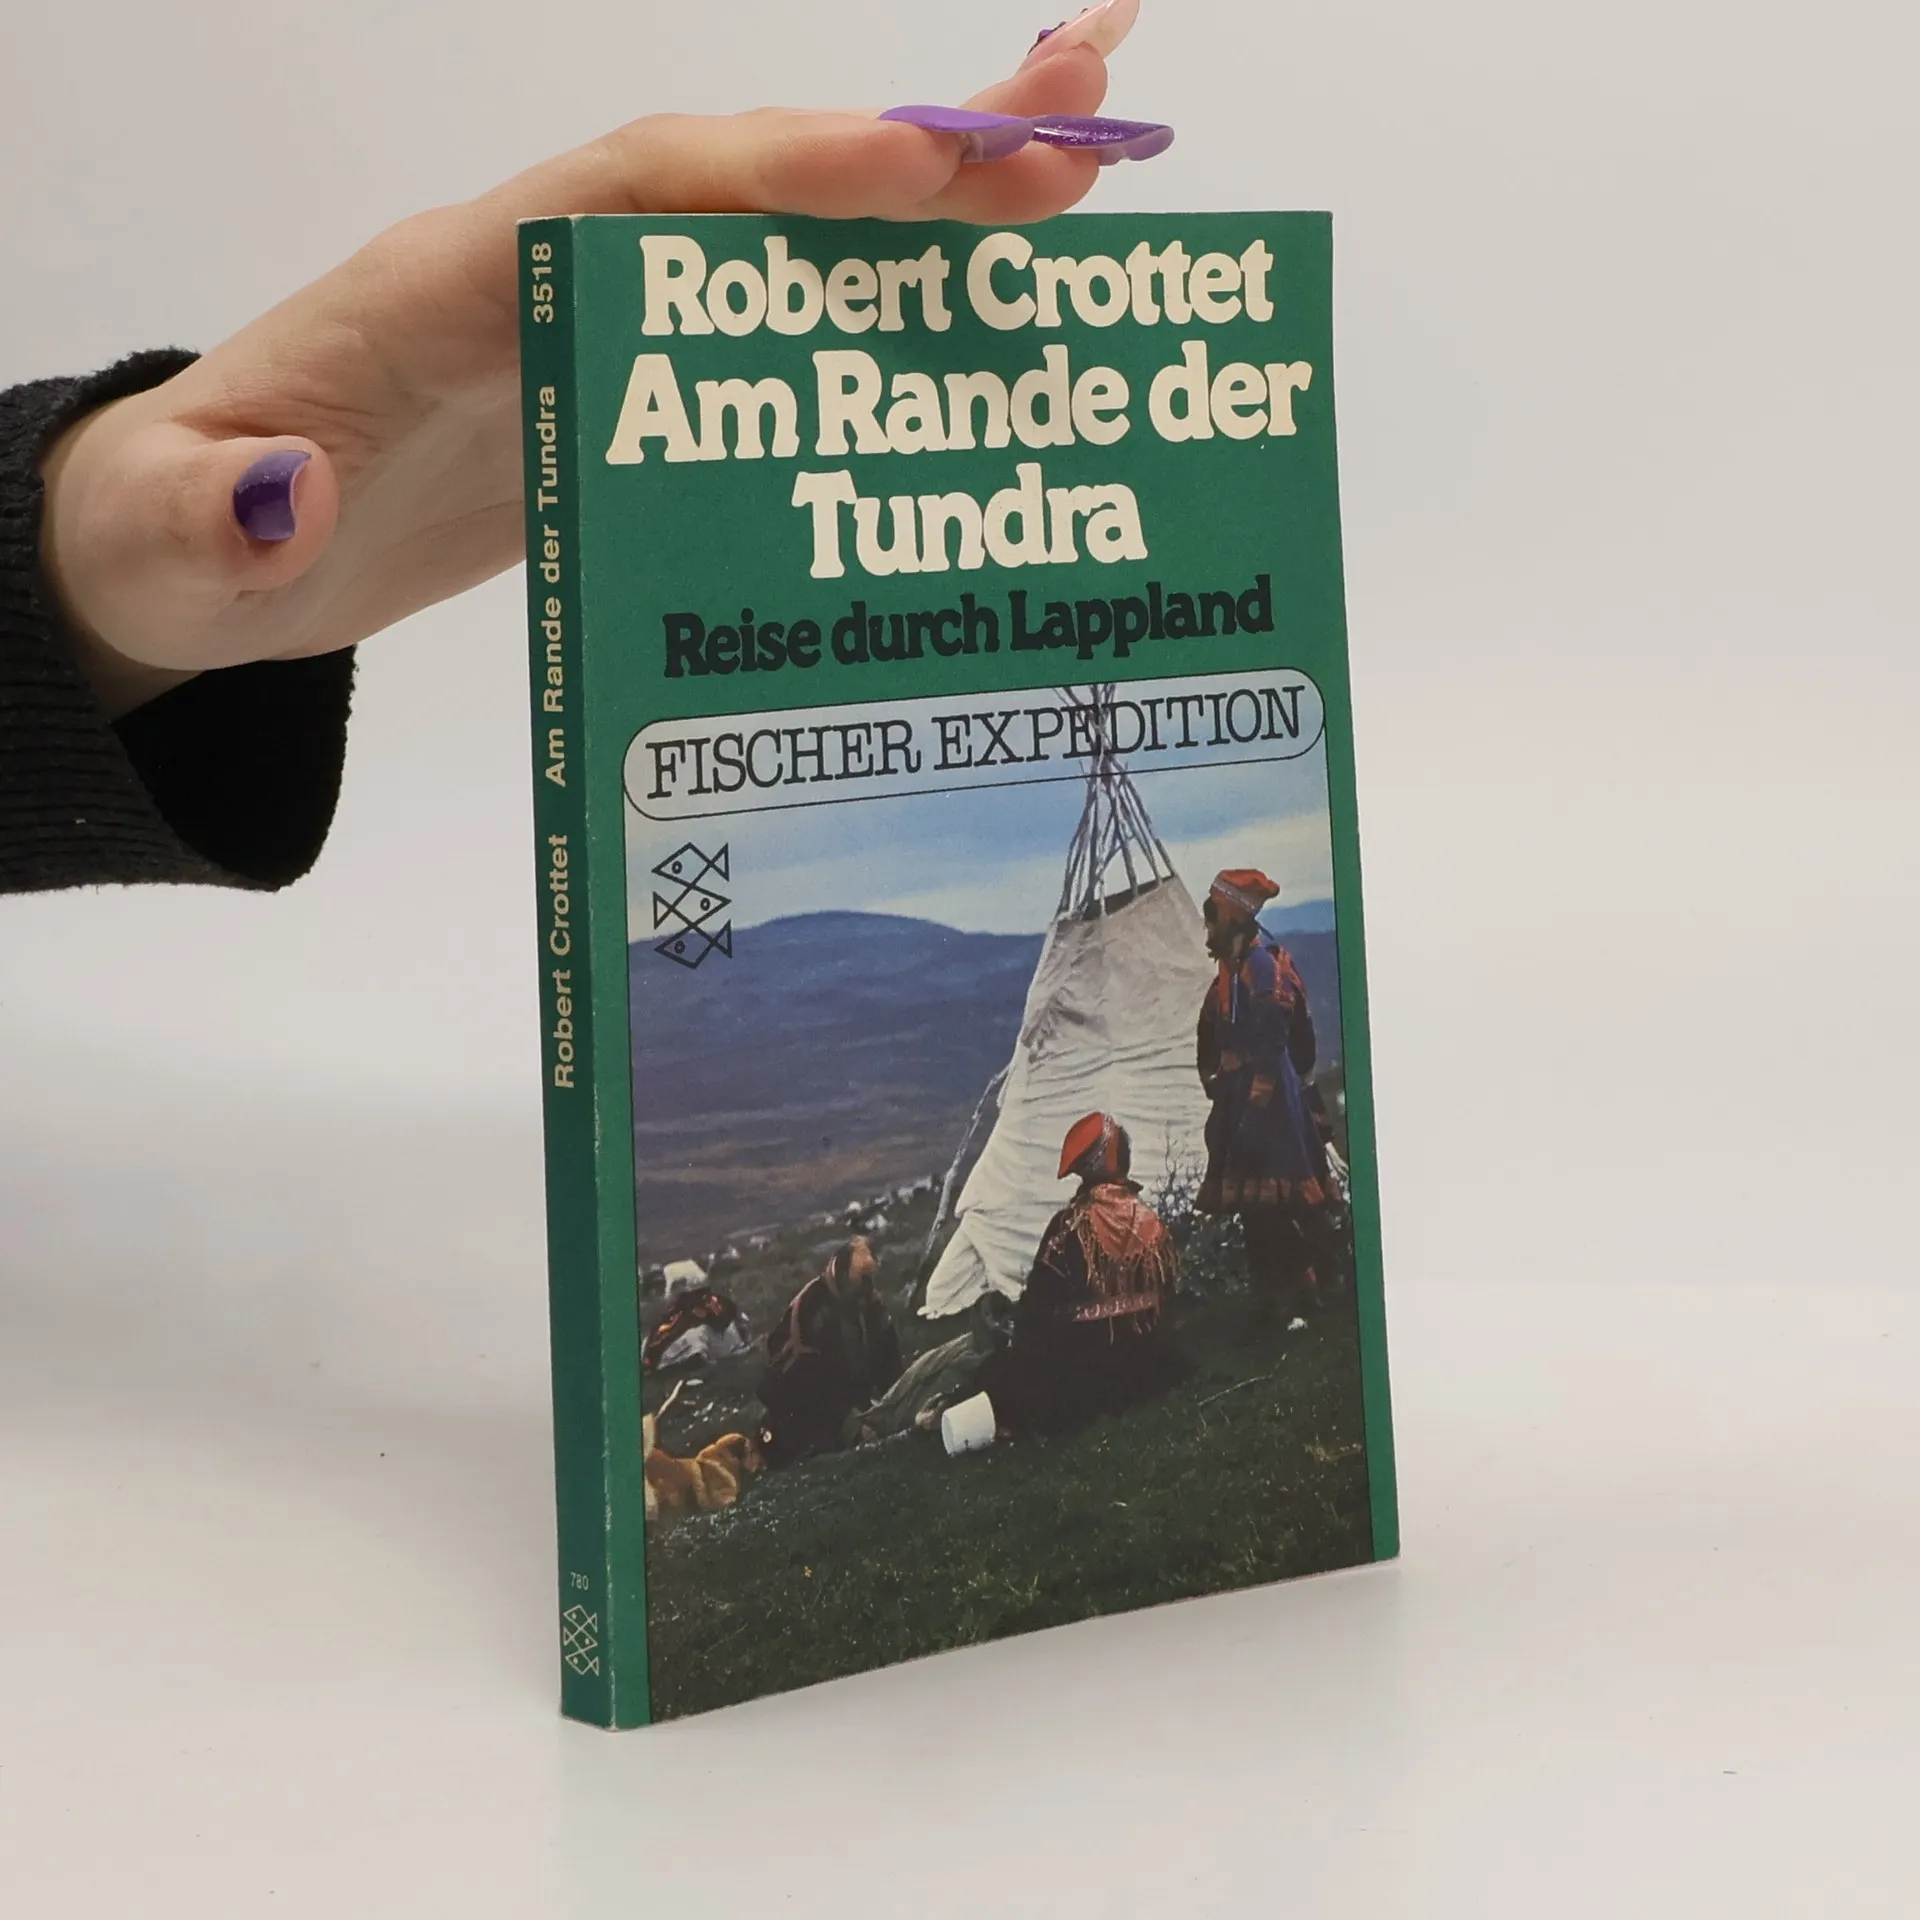 Robert Crottet
Am Rande der
Tundra
Reise durch Lappland
FISCHER EXPEDITION
Robert Crottet Am Rande der Tundra 3518
780